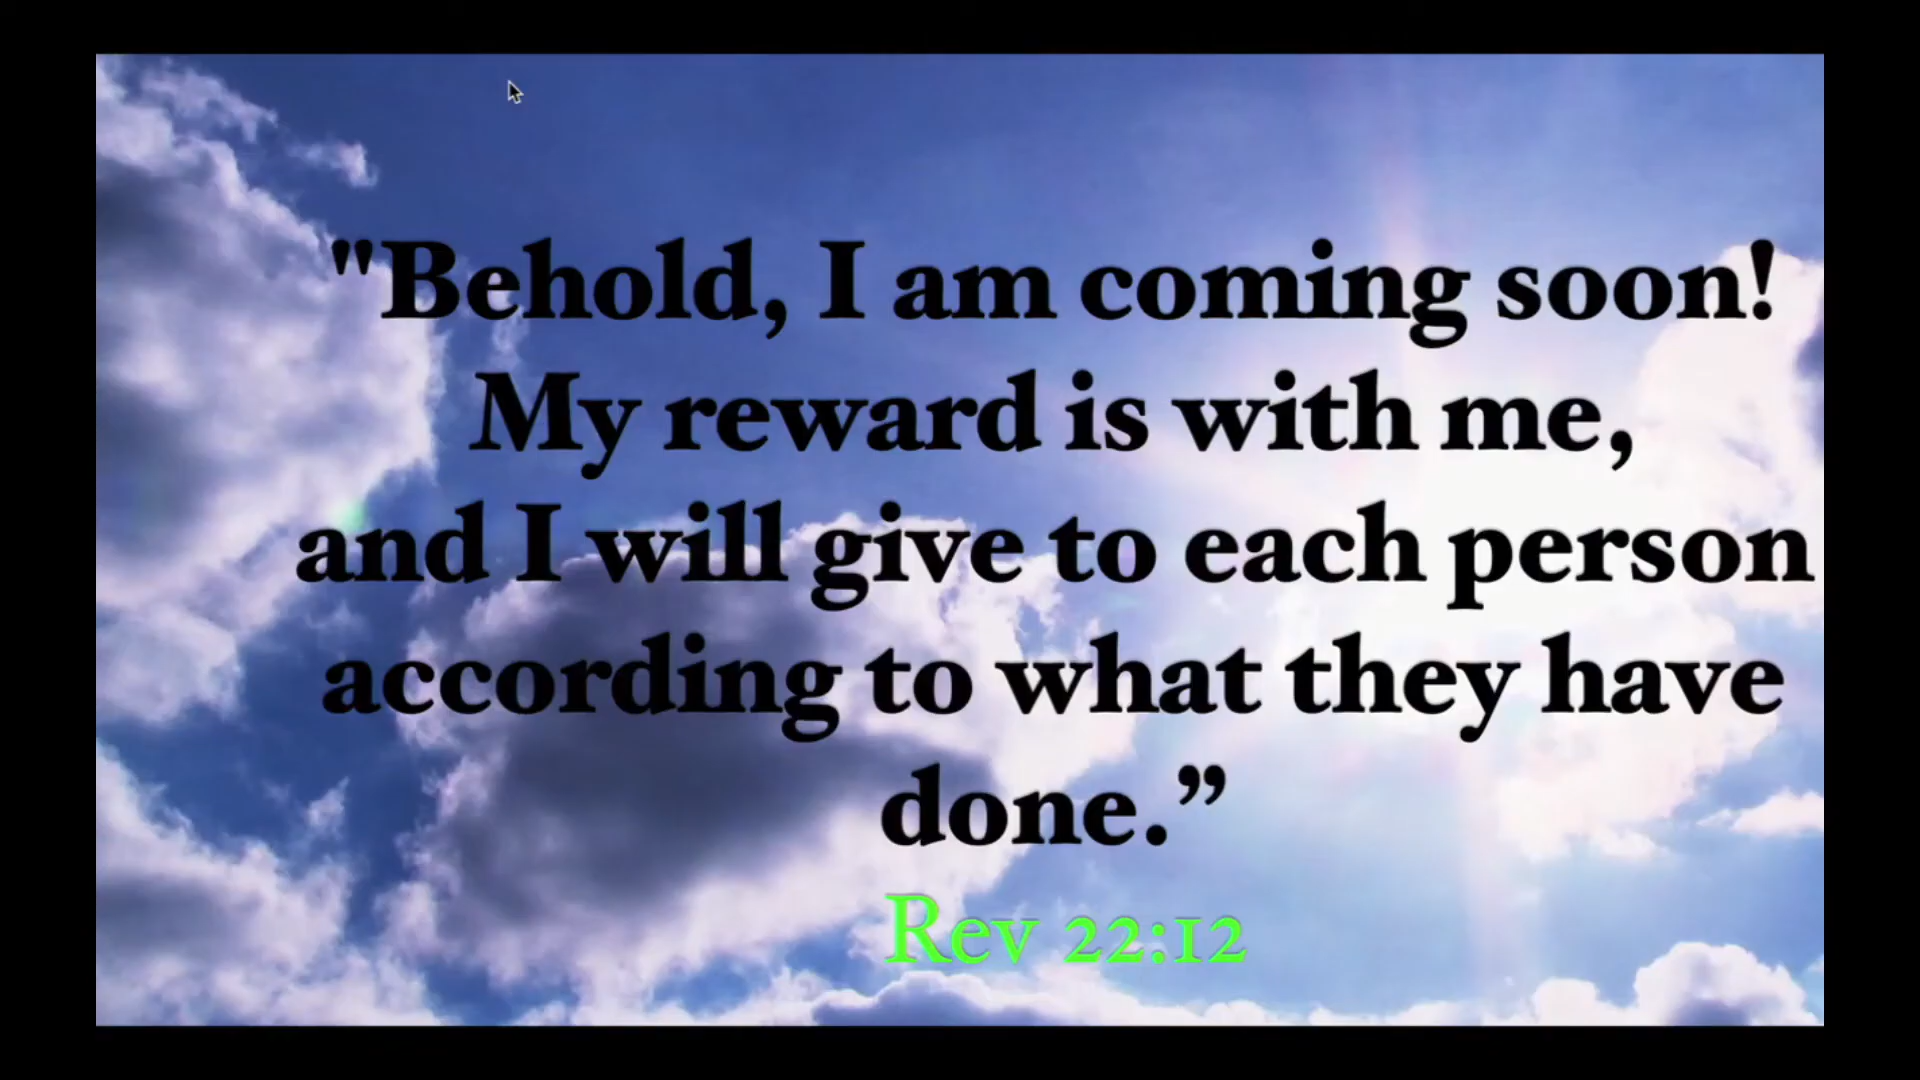 "Behold, I am coming soon!
My reward is with me,
and I will give to each person
according to what they have
done.”
Rev 22:12